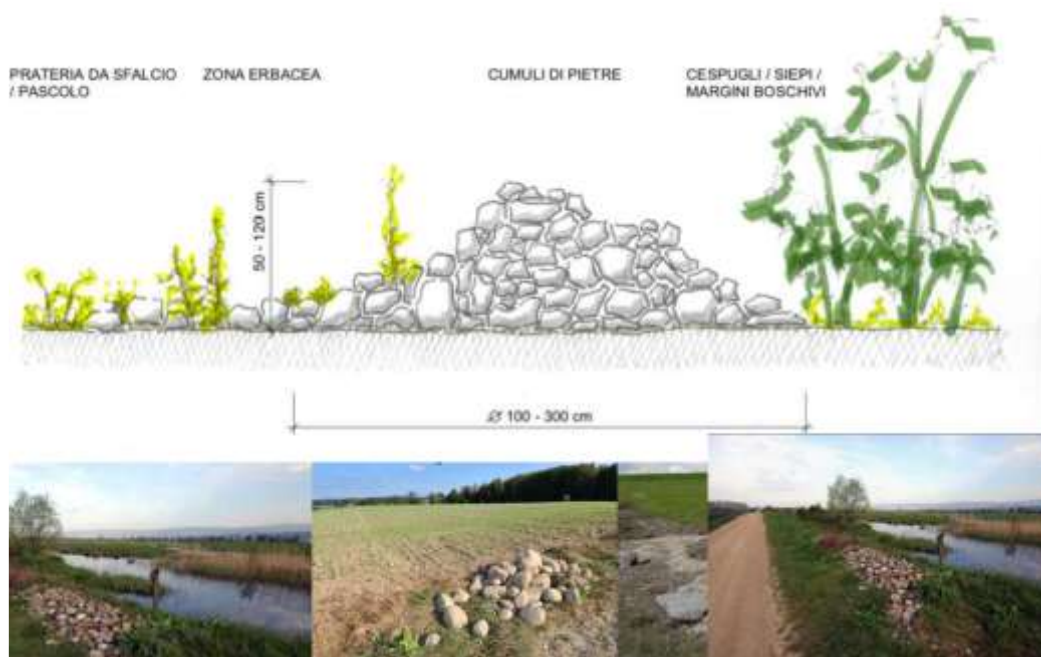 PRATERIA DA SFALCIO
/ PASCOLO
ZONA ERBACEA
CUMULI DI PIETRE
CESPUGLI / SIEPI /
MARGINI BOSCHIVI
50 - 120 cm
Ø 100 - 300 cm